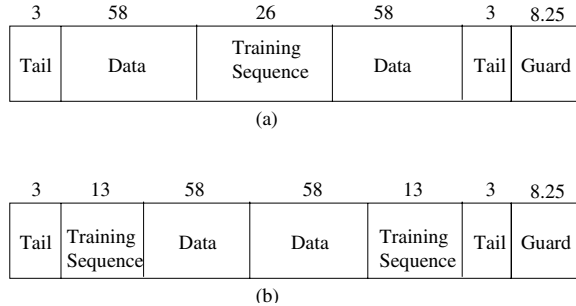 3 58 26 58 3 8.25
Tail Data Training Sequence Data Tail Guard
(a)
3 13 58 58 13 3 8.25
Tail Training Sequence Data Data Training Sequence Tail Guard
(b)